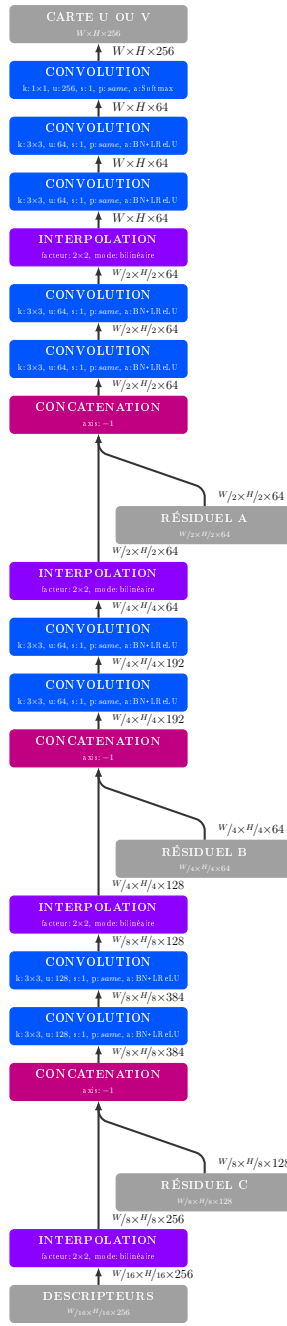 CARTE U OU V
W×H×256
W×H×256
CONVOLUTION
k: 1×1, u: 256, s: 1, p: same, a: Softmax
W×H×64
CONVOLUTION
k: 3×3, u: 64, s: 1, p: same, a: BN+LReLU
W×H×64
CONVOLUTION
k: 3×3, u: 64, s: 1, p: same, a: BN+LReLU
W×H×64
INTERPOLATION
facteur: 2×2, mode: bilinéaire
W/2×H/2×64
CONVOLUTION
k: 3×3, u: 64, s: 1, p: same, a: BN+LReLU
W/2×H/2×64
CONVOLUTION
k: 3×3, u: 64, s: 1, p: same, a: BN+LReLU
W/2×H/2×64
CONCATENATION
axis: −1
W/2×H/2×64
RÉSIDUEL A
W/2×H/2×64
W/2×H/2×64
INTERPOLATION
facteur: 2×2, mode: bilinéaire
W/4×H/4×64
CONVOLUTION
k: 3×3, u: 64, s: 1, p: same, a: BN+LReLU
W/4×H/4×192
CONVOLUTION
k: 3×3, u: 64, s: 1, p: same, a: BN+LReLU
W/4×H/4×192
CONCATENATION
axis: −1
W/4×H/4×64
RÉSIDUEL B
W/4×H/4×64
W/4×H/4×128
INTERPOLATION
facteur: 2×2, mode: bilinéaire
W/8×H/8×128
CONVOLUTION
k: 3×3, u: 128, s: 1, p: same, a: BN+LReLU
W/8×H/8×384
CONVOLUTION
k: 3×3, u: 128, s: 1, p: same, a: BN+LReLU
W/8×H/8×384
CONCATENATION
axis: −1
W/8×H/8×128
RÉSIDUEL C
W/8×H/8×128
W/8×H/8×256
INTERPOLATION
facteur: 2×2, mode: bilinéaire
W/16×H/16×256
DESCRIPTEURS
W/16×H/16×256